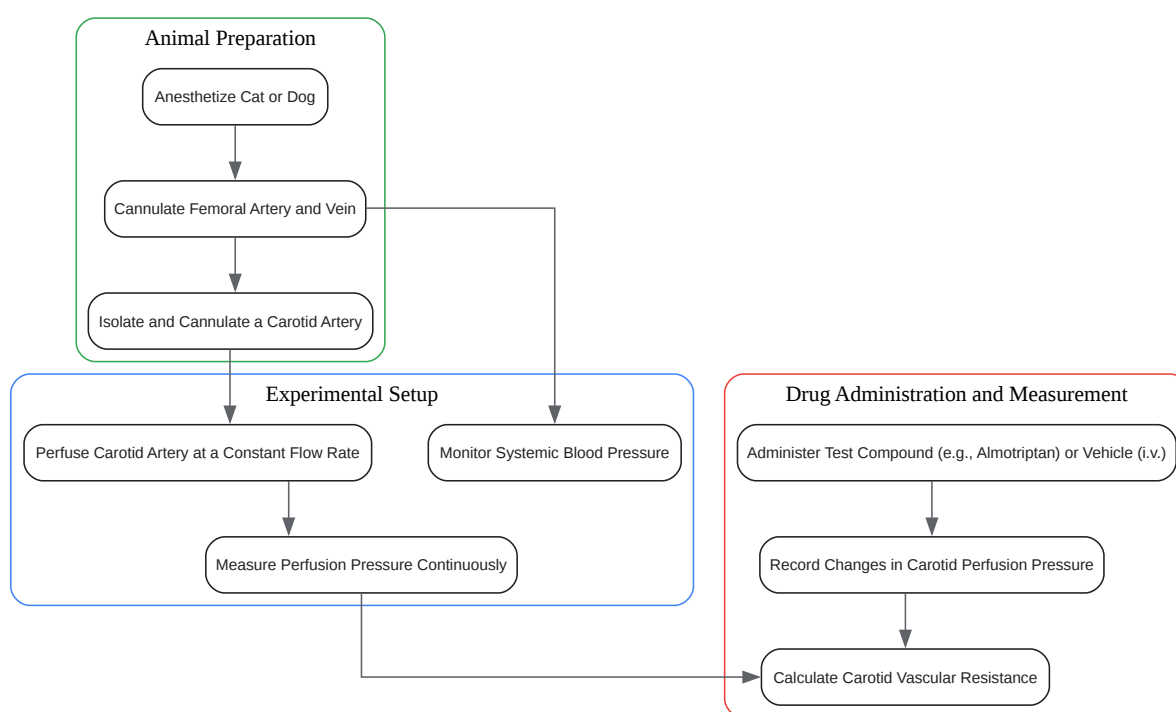 Animal Preparation
Anesthetize Cat or Dog
Cannulate Femoral Artery and Vein
Isolate and Cannulate a Carotid Artery
Experimental Setup
Perfuse Carotid Artery at a Constant Flow Rate
Monitor Systemic Blood Pressure
Measure Perfusion Pressure Continuously
Drug Administration and Measurement
Administer Test Compound (e.g., Almotriptan) or Vehicle (i.v.)
Record Changes in Carotid Perfusion Pressure
Calculate Carotid Vascular Resistance